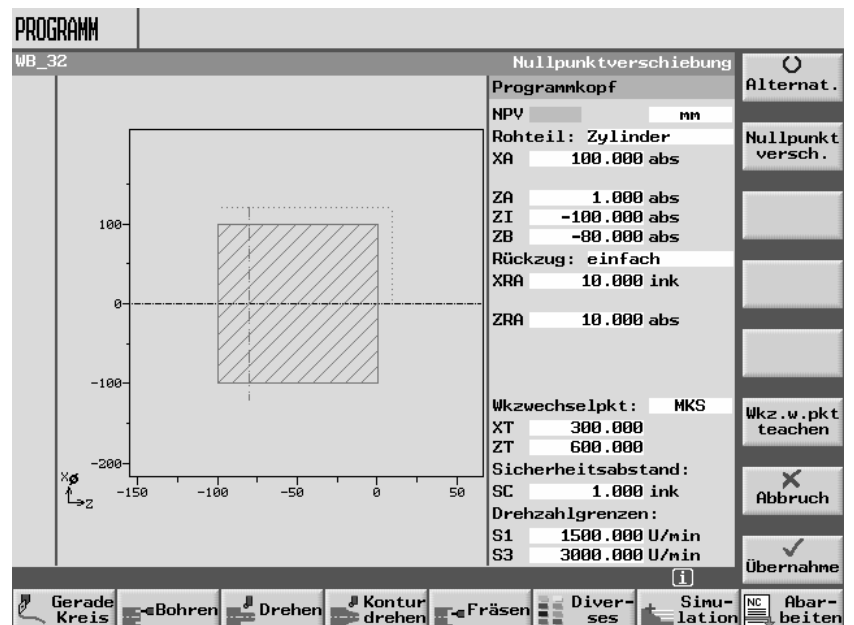 PROGRAMM
WB_32
Nullpunktverschiebung
Programmkopf
NPV mm
Rohteil: Zylinder
XA 100.000 abs
ZA 1.000 abs
ZI -100.000 abs
ZB -80.000 abs
Rückzug: einfach
XRA 10.000 ink
ZRA 10.000 abs
Wkzwechselpkt: MKS
XT 300.000
ZT 600.000
Sicherheitsabstand:
SC 1.000 ink
Drehzahlgrenzen:
S1 1500.000 U/min
S3 3000.000 U/min
i
100
0
-100
-200
-150 -100 -50 0 50
XØ
Z
Alternat.
Nullpunkt
versch.
Wkz.w.pkt
teachen
Abbruch
Übernahme
Gerade
Kreis
Bohren
Drehen
Kontur
drehen
Fräsen
Diver-
ses
Simu-
lation
NC Abar-
beiten